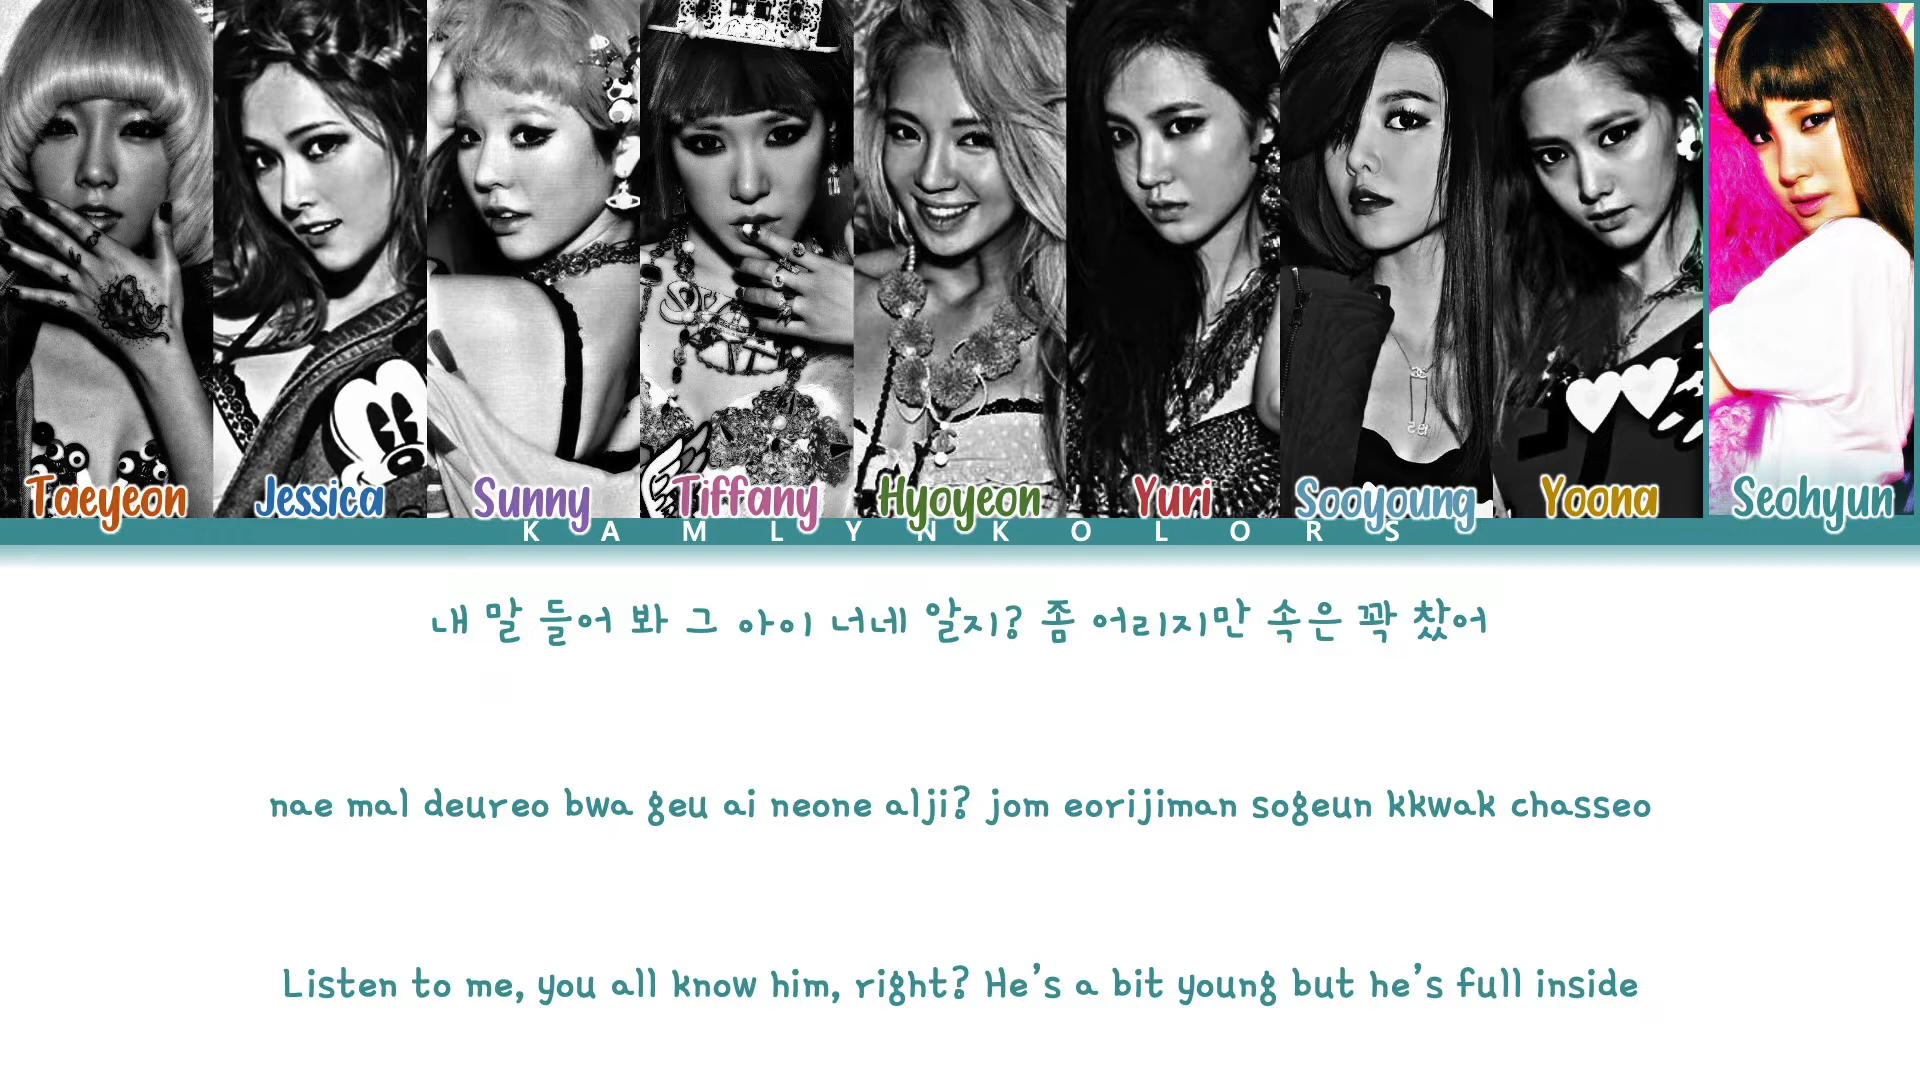 Taeyeon Jessica Sunny Tiffany Hyoyeon Yuri Sooyoung Yoona Seohyun
KAMLYNKOLORS
내 말 들어 봐 그 아이 너네 알지? 좀 어리지만 속은 꽉 찼어
nae mal deureo bwa geu ai neone alji? jom eorijiman sogeun kkwak chasseo
Listen to me, you all know him, right? He's a bit young but he's full inside